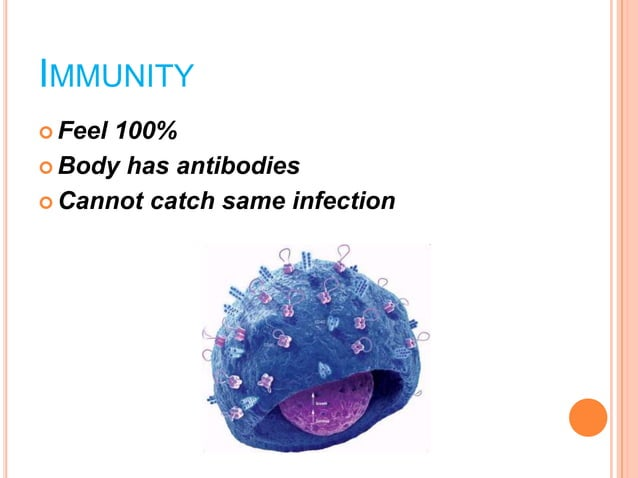 IMMUNITY
Feel 100%
Body has antibodies
Cannot catch same infection